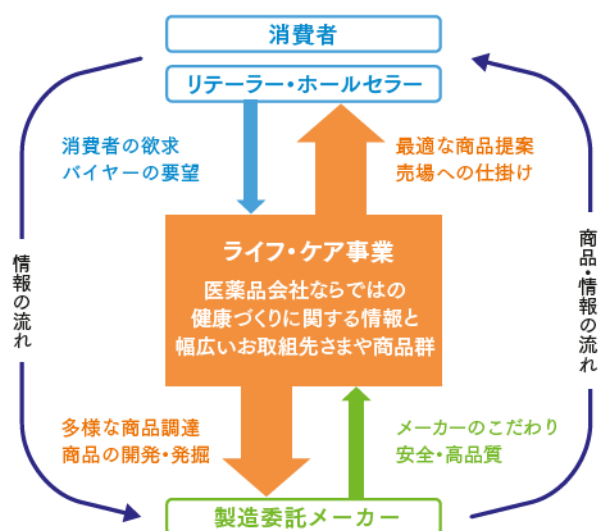 消費者
リテーラー・ホールセラー
消費者の欲求
バイヤーの要望
最適な商品提案
売場への仕掛け
ライフ・ケア事業
医薬品会社ならではの
健康づくりに関する情報と
幅広いお取組先さまや商品群
情報の流れ
商品・情報の流れ
多様な商品調達
商品の開発・発掘
メーカーのこだわり
安全・高品質
製造委託メーカー